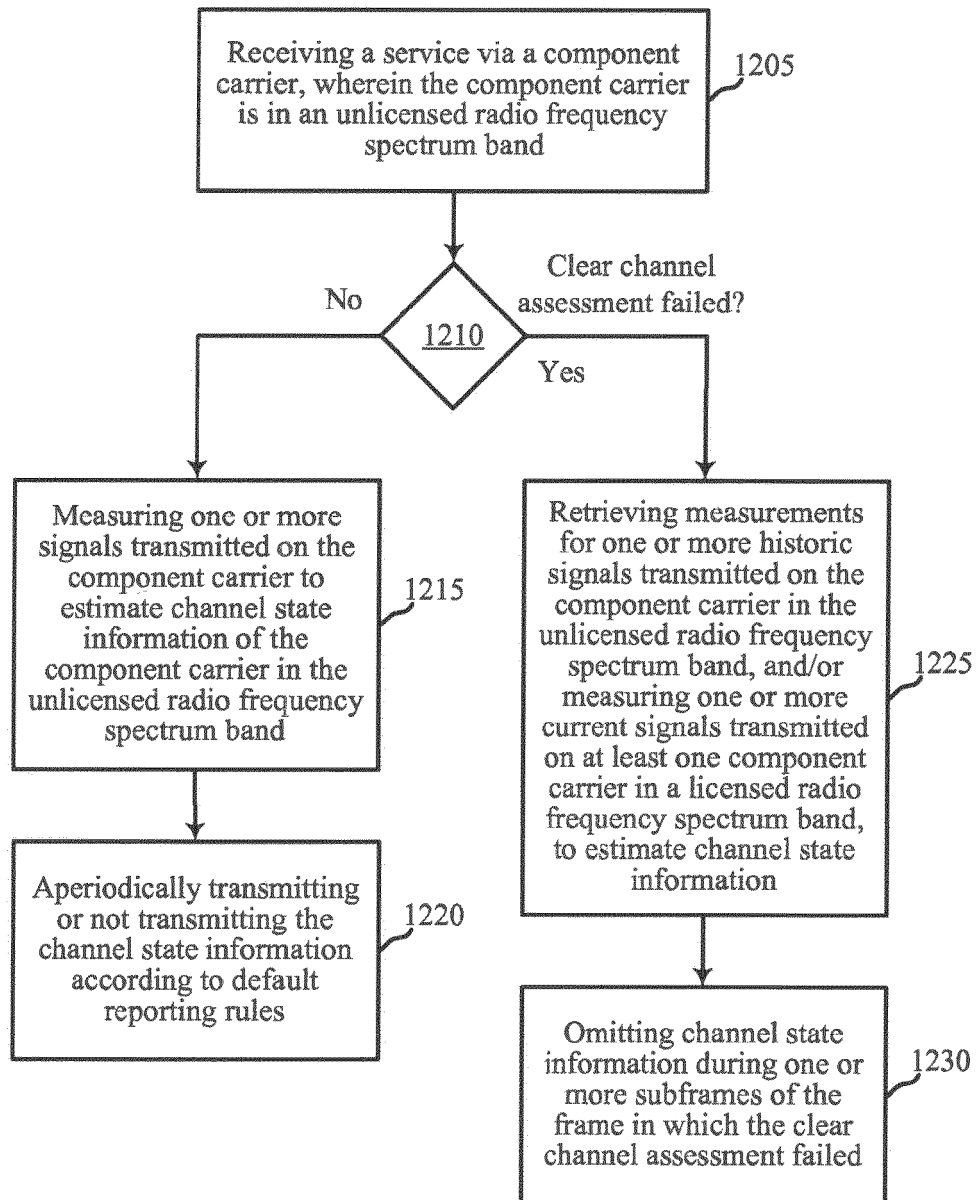 Receiving a service via a component
carrier, wherein the component carrier
is in an unlicensed radio frequency
spectrum band
1205
Clear channel
assessment failed?
No
1210
Yes
Measuring one or more
signals transmitted on the
component carrier to
estimate channel state
information of the
component carrier in the
unlicensed radio frequency
spectrum band
1215
Retrieving measurements
for one or more historic
signals transmitted on the
component carrier in the
unlicensed radio frequency
spectrum band, and/or
measuring one or more
current signals transmitted
on at least one component
carrier in a licensed radio
frequency spectrum band,
to estimate channel state
information
1225
Aperiodically transmitting
or not transmitting the
channel state information
according to default
reporting rules
1220
Omitting channel state
information during one or
more subframes of the
frame in which the clear
channel assessment failed
1230